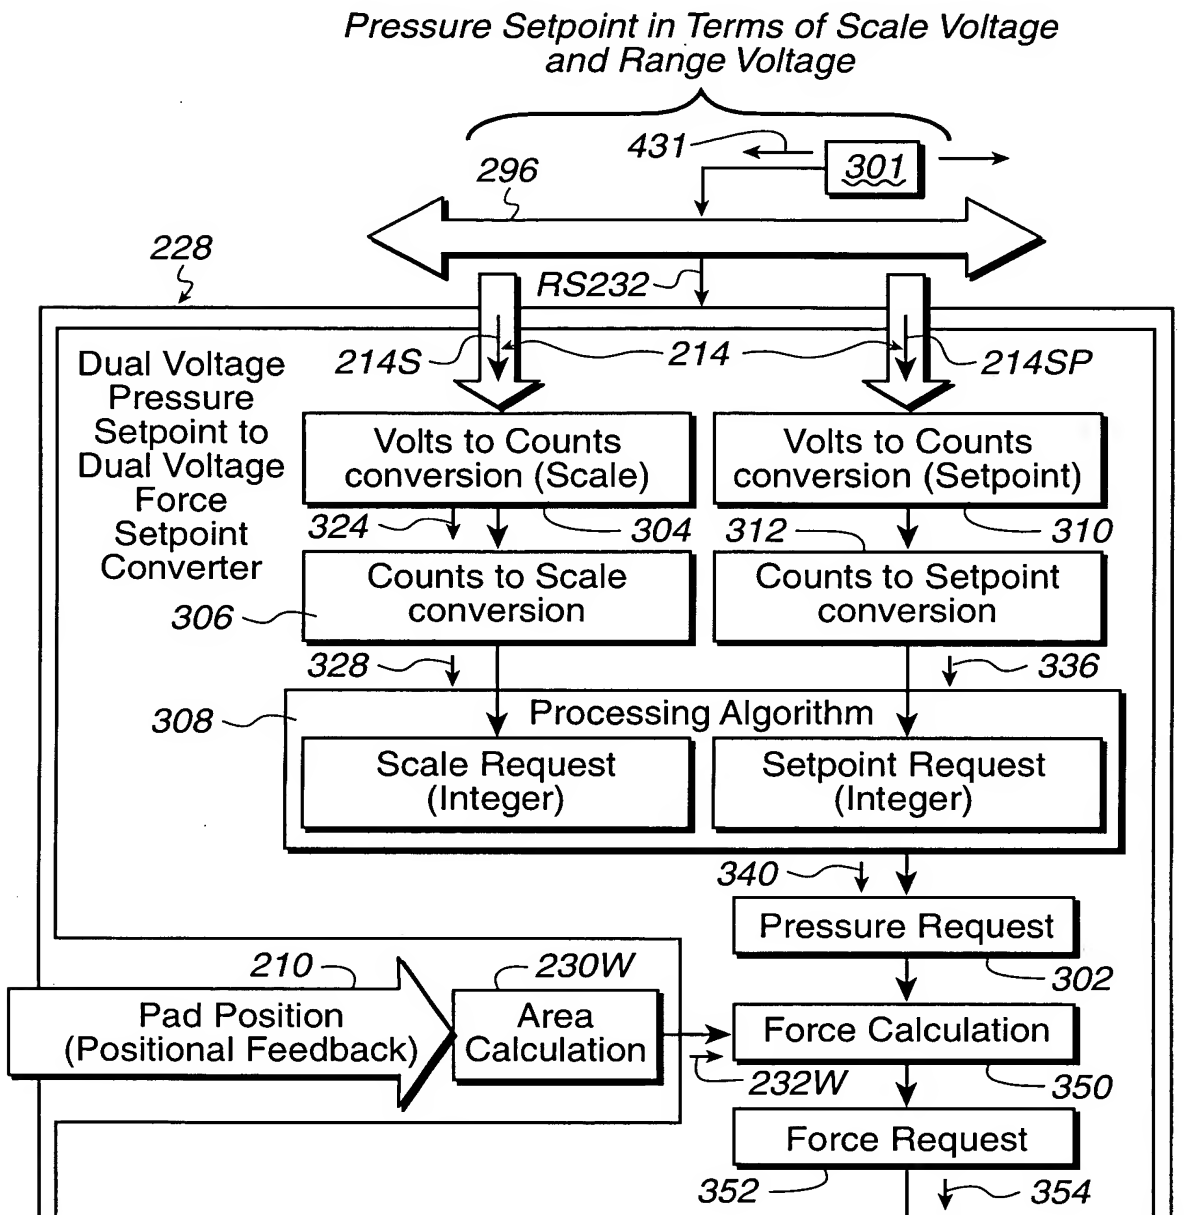 Pressure Setpoint in Terms of Scale Voltage
and Range Voltage
431
301
296
228
RS232
214S
214
214SP
Dual Voltage
Pressure
Setpoint to
Dual Voltage
Force
Setpoint
Converter
Volts to Counts
conversion (Scale)
Volts to Counts
conversion (Setpoint)
324
304
312
310
Counts to Scale
conversion
Counts to Setpoint
conversion
306
328
336
308
Processing Algorithm
Scale Request
(Integer)
Setpoint Request
(Integer)
340
Pressure Request
302
210
230W
Pad Position
(Positional Feedback)
Area
Calculation
Force Calculation
232W
350
Force Request
352
354